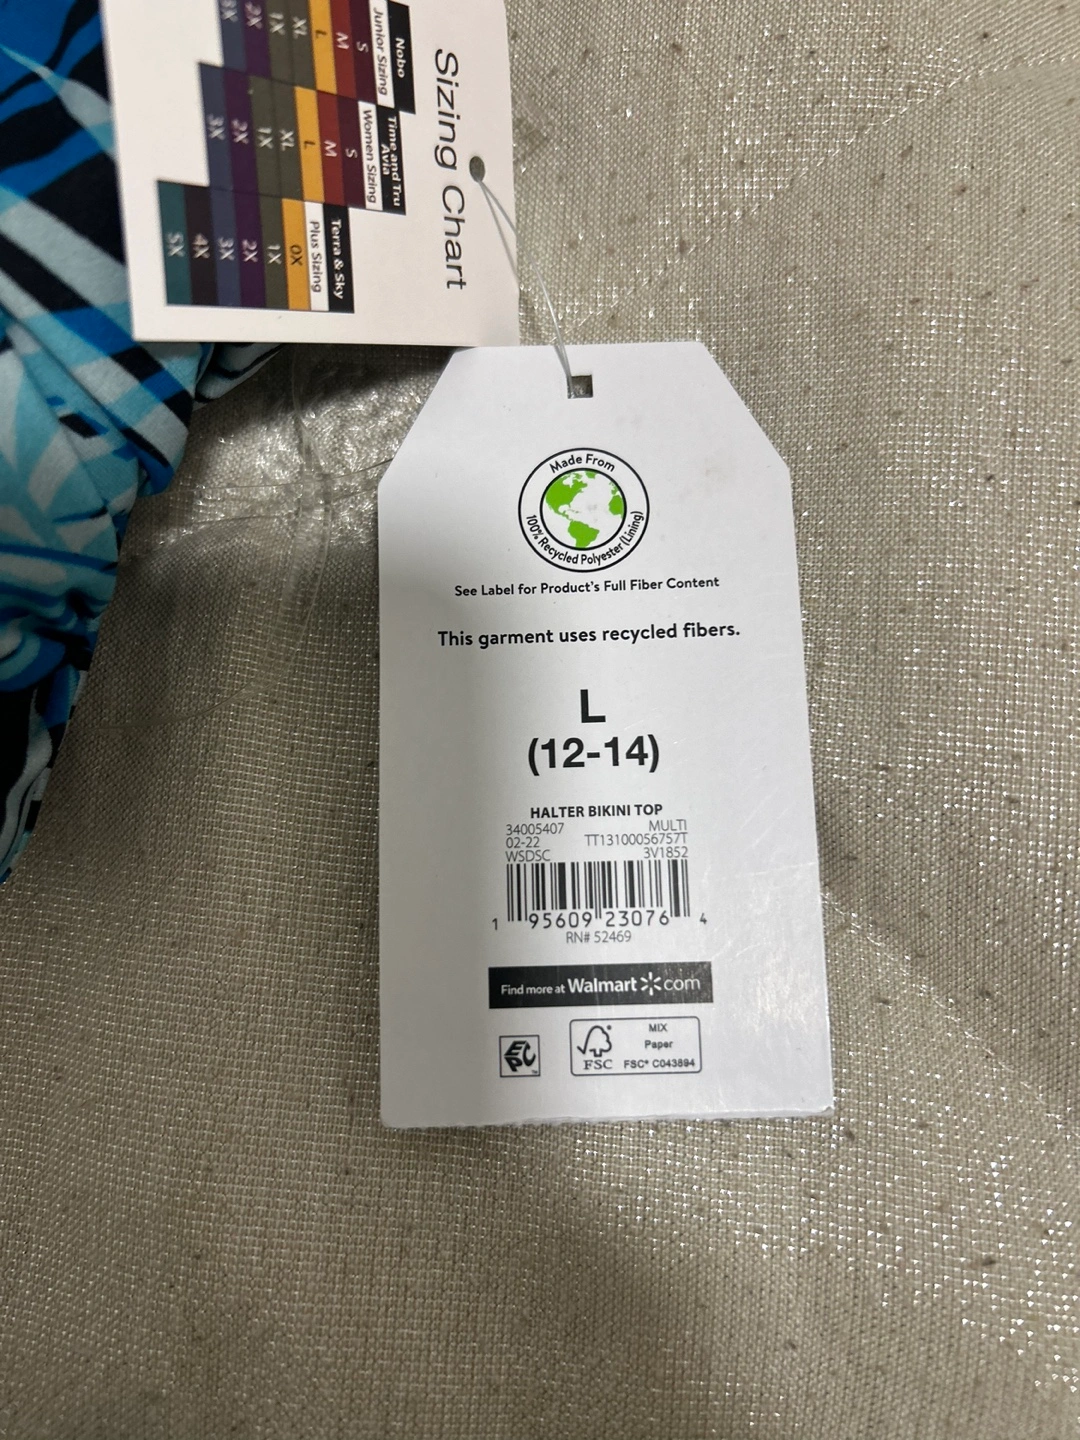 Sizing Chart
Nobo
Junior Sizing
S
M
L
XL
1X
2X
3X
Time and Tru
Avia
Women Sizing
S
M
L
XL
1X
2X
3X
Terra & Sky
Plus Sizing
0X
1X
2X
3X
4X
5X
Made From
100% Recycled Polyester (Lining)
See Label for Product's Full Fiber Content
This garment uses recycled fibers.
L
(12-14)
HALTER BIKINI TOP
34005407 MULTI
02-22 TT13100056757T
WSDSC 3V1852
1 95609 23076 4
RN# 52469
Find more at Walmart.com
EPC
FSC
MIX
Paper
FSC® C043894